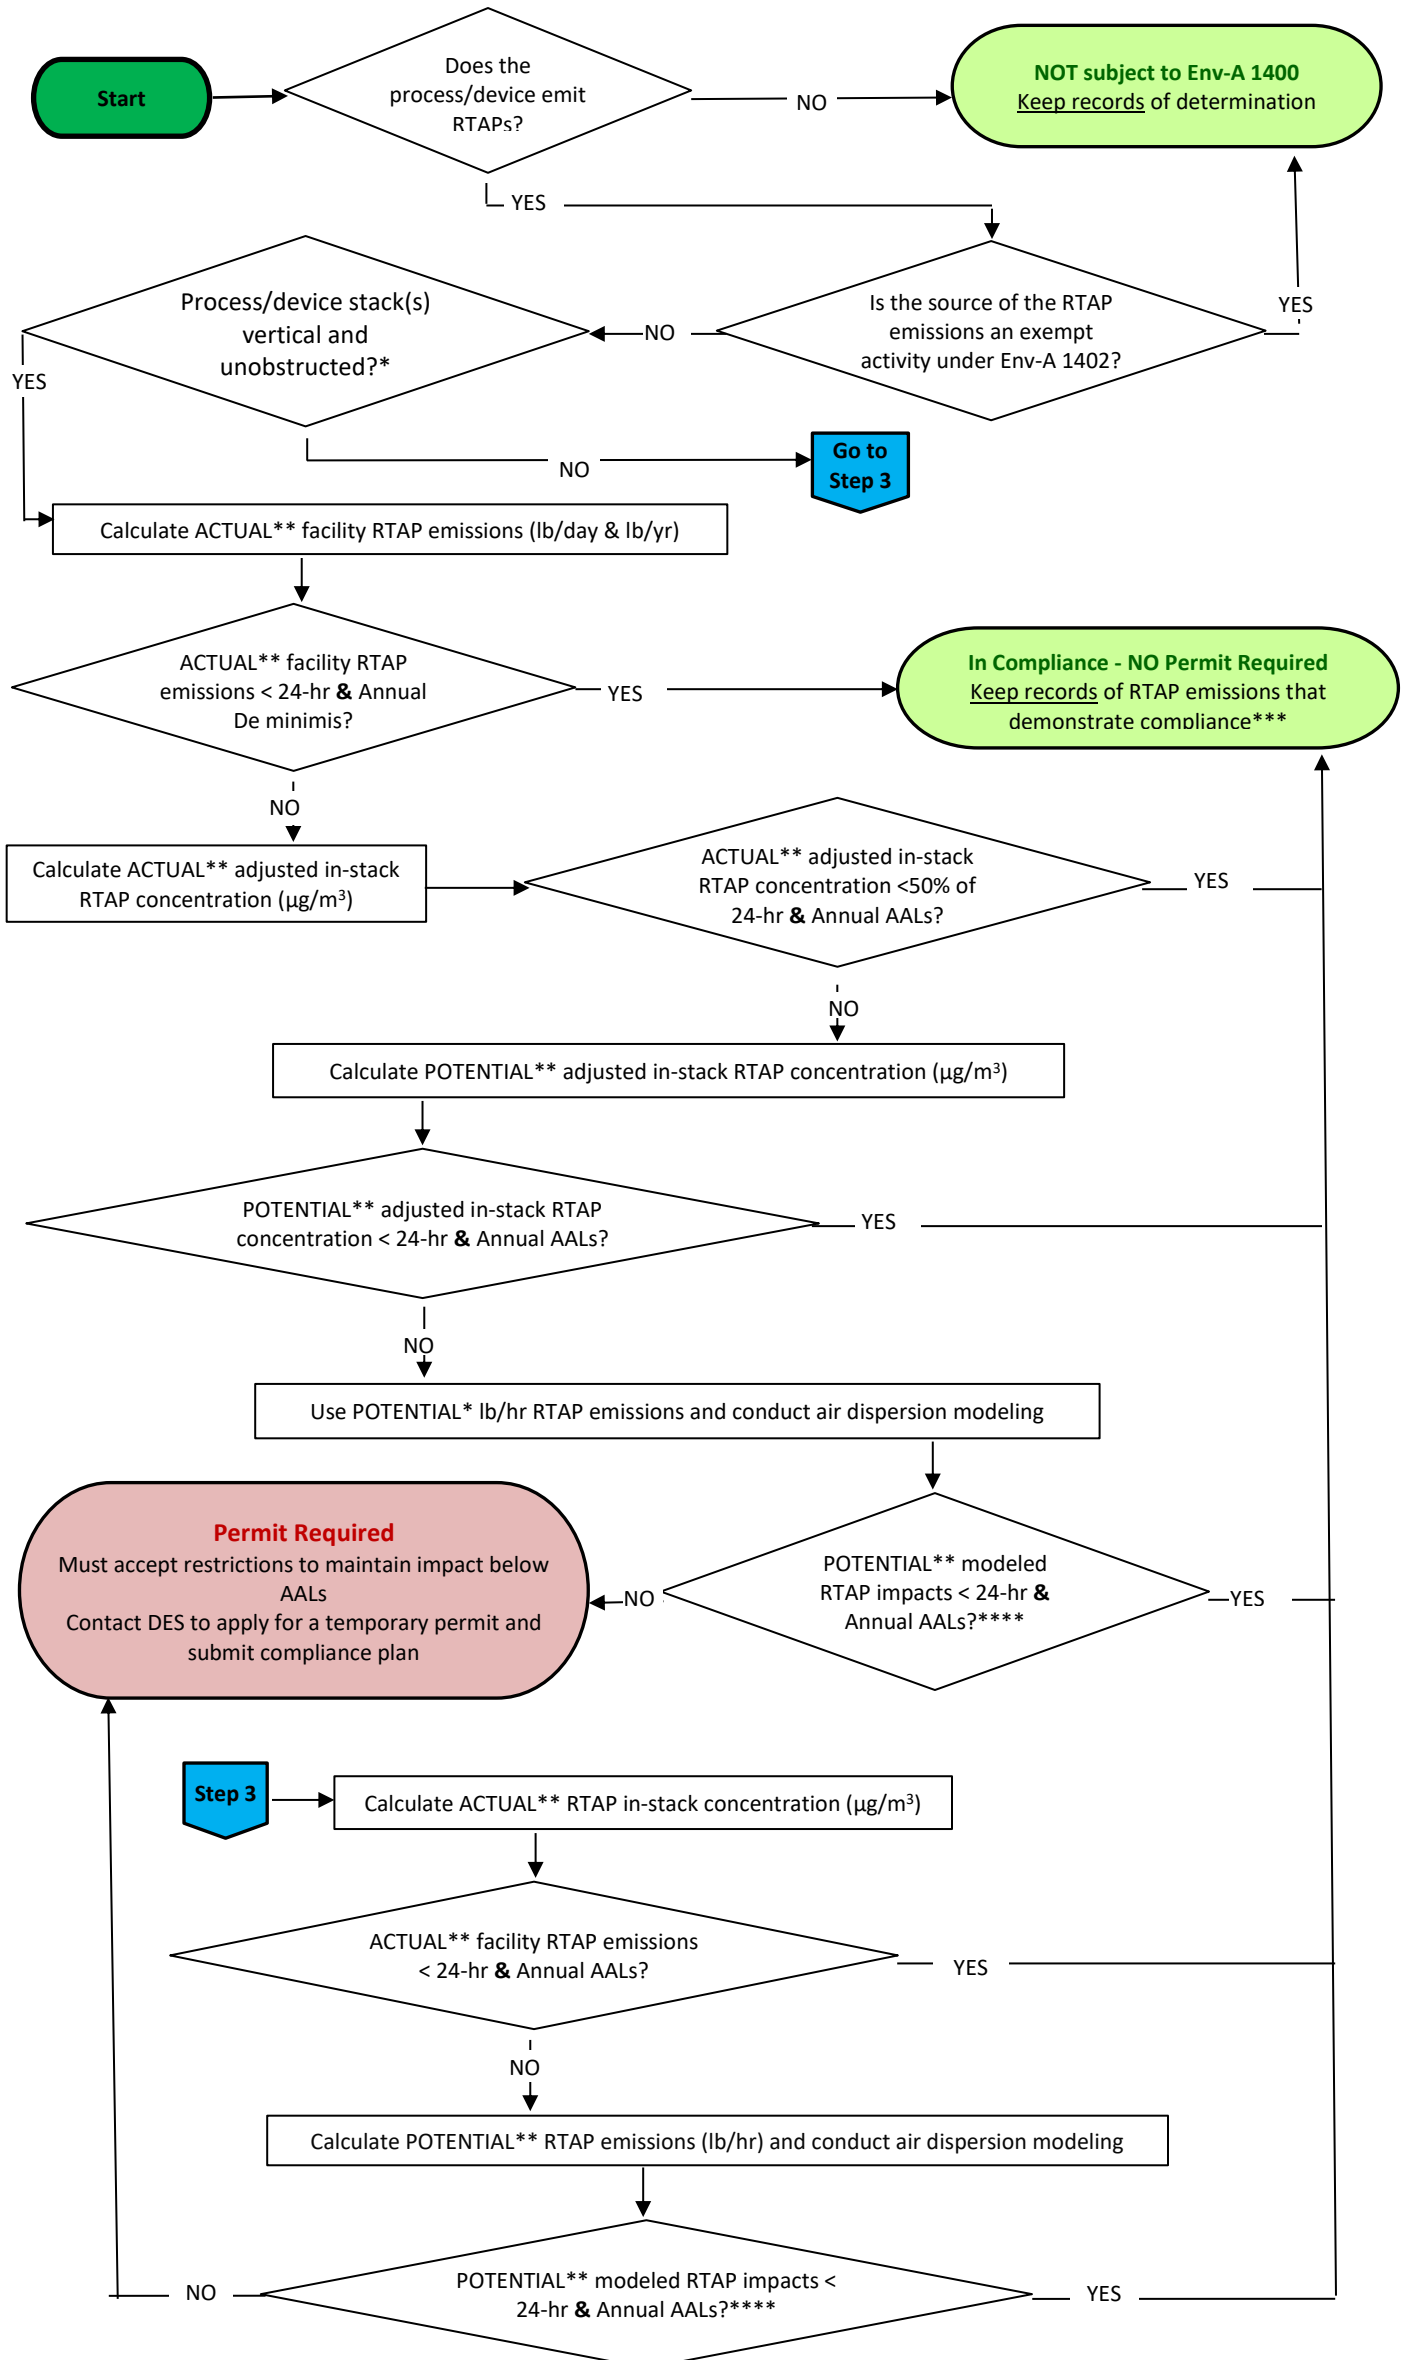 Start
Does the
process/device emit
RTAPs?
NO
NOT subject to Env-A 1400
Keep records of determination
YES
Process/device stack(s)
vertical and
unobstructed?*
NO
Is the source of the RTAP
emissions an exempt
activity under Env-A 1402?
YES
YES
NO
Go to
Step 3
Calculate ACTUAL** facility RTAP emissions (lb/day & lb/yr)
ACTUAL** facility RTAP
emissions < 24-hr & Annual
De minimis?
YES
In Compliance - NO Permit Required
Keep records of RTAP emissions that
demonstrate compliance***
NO
Calculate ACTUAL** adjusted in-stack
RTAP concentration (µg/m³)
ACTUAL** adjusted in-stack
RTAP concentration <50% of
24-hr & Annual AALs?
YES
NO
Calculate POTENTIAL** adjusted in-stack RTAP concentration (µg/m³)
POTENTIAL** adjusted in-stack RTAP
concentration < 24-hr & Annual AALs?
YES
NO
Use POTENTIAL* lb/hr RTAP emissions and conduct air dispersion modeling
Permit Required
Must accept restrictions to maintain impact below
AALs
Contact DES to apply for a temporary permit and
submit compliance plan
NO
POTENTIAL** modeled
RTAP impacts < 24-hr &
Annual AALs?****
YES
Step 3
Calculate ACTUAL** RTAP in-stack concentration (µg/m³)
ACTUAL** facility RTAP emissions
< 24-hr & Annual AALs?
YES
NO
Calculate POTENTIAL** RTAP emissions (lb/hr) and conduct air dispersion modeling
NO
POTENTIAL** modeled RTAP impacts <
24-hr & Annual AALs?****
YES